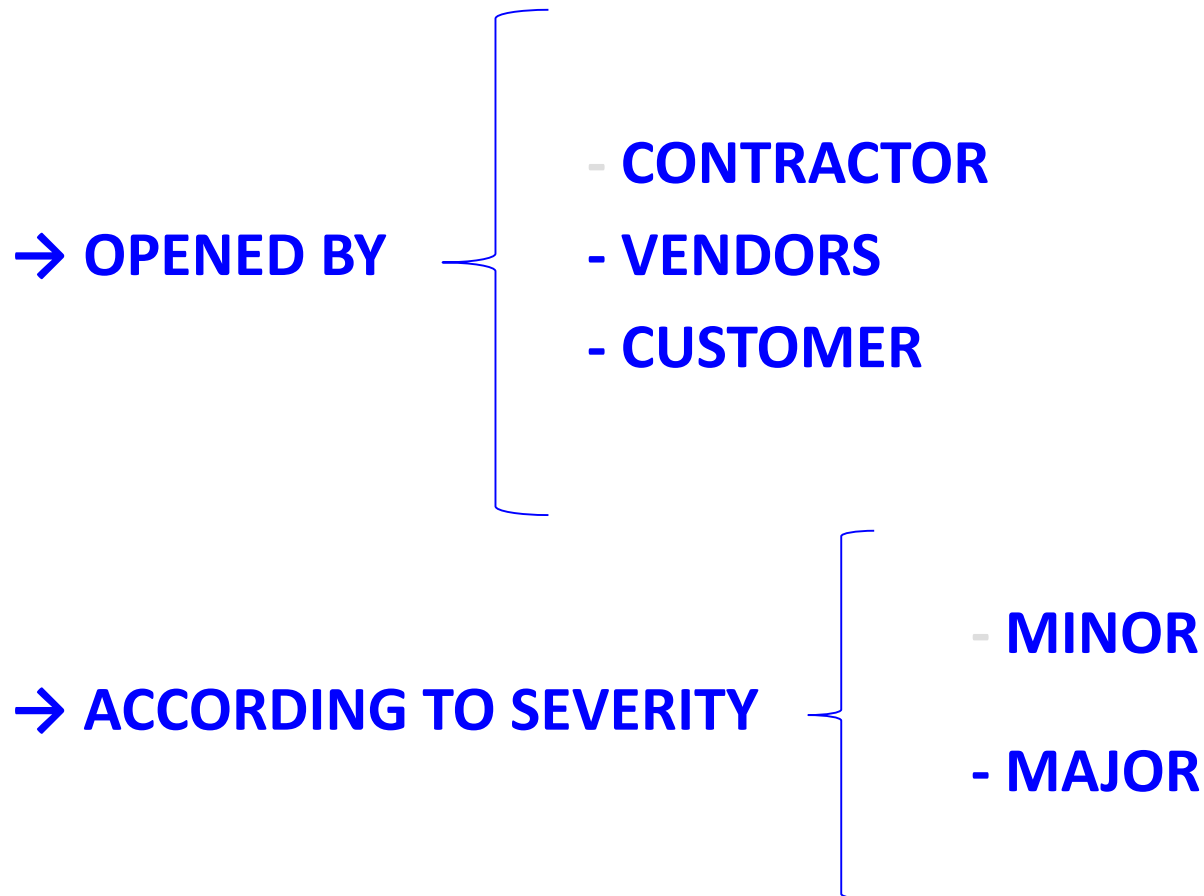 - CONTRACTOR
→ OPENED BY
- VENDORS
- CUSTOMER
- MINOR
→ ACCORDING TO SEVERITY
- MAJOR